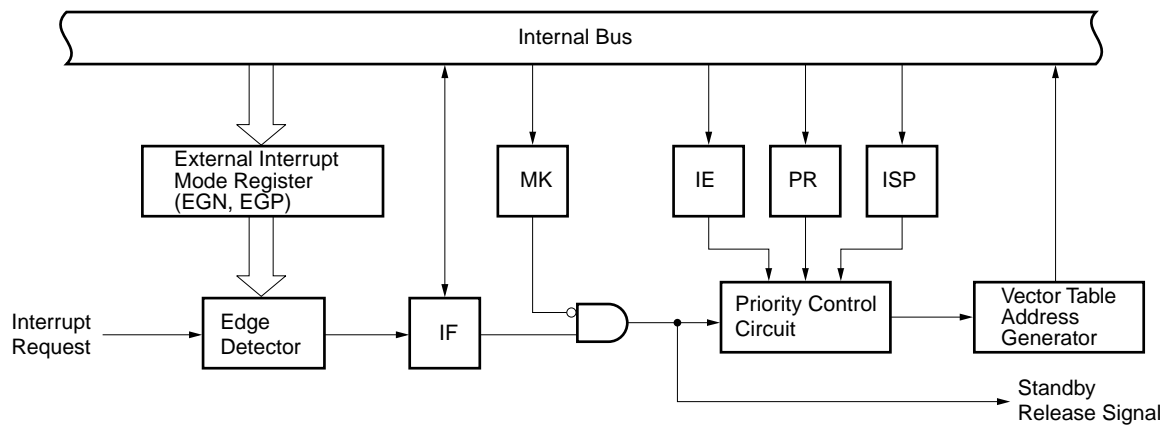 Internal Bus
External Interrupt
Mode Register
(EGN, EGP)
MK
IE
PR
ISP
Interrupt
Request
Edge
Detector
IF
Priority Control
Circuit
Vector Table
Address
Generator
Standby
Release Signal